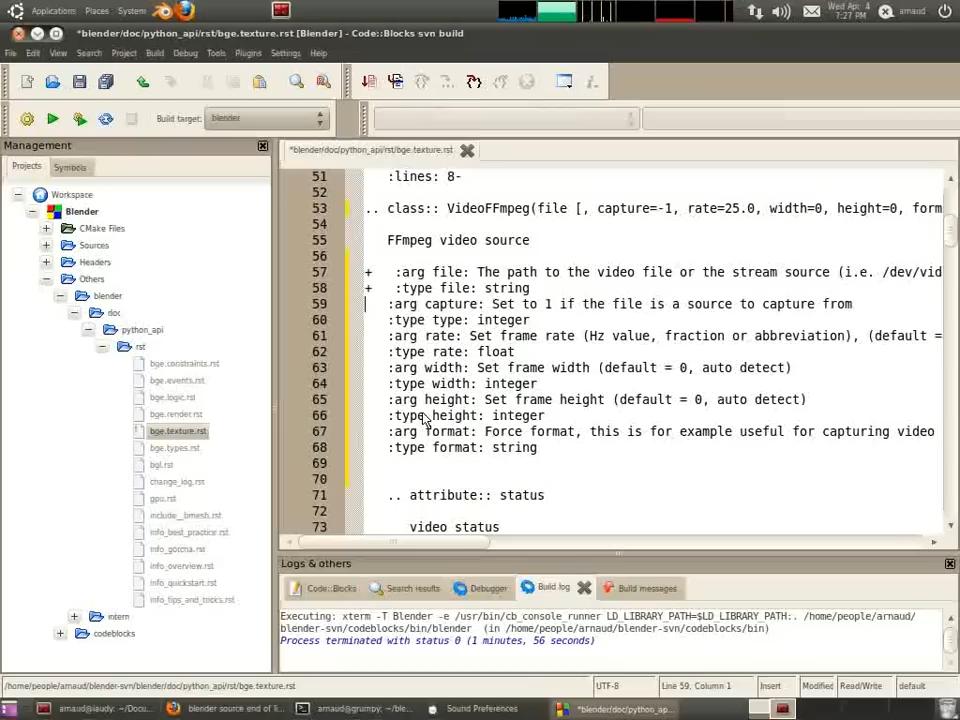 Applications Places System
Wed Apr 4
7:27 PM
arnaud
*blender/doc/python_api/rst/bge.texture.rst [Blender] - Code::Blocks svn build
File Edit View Search Project Build Debug Tools Plugins Settings Help
Build target: blender
Management
Projects Symbols
Workspace
Blender
CMake Files
Sources
Headers
Others
blender
doc
python_api
rst
bge.constraints.rst
bge.events.rst
bge.logic.rst
bge.render.rst
bge.texture.rst
bge.types.rst
bgl.rst
change_log.rst
gpu.rst
include__bmesh.rst
info_best_practice.rst
info_gotcha.rst
info_overview.rst
info_quickstart.rst
info_tips_and_tricks.rst
intern
codeblocks
*blender/doc/python_api/rst/bge.texture.rst
51 :lines: 8-
52
53 .. class:: VideoFFmpeg(file [, capture=-1, rate=25.0, width=0, height=0, form
54
55 FFmpeg video source
56
57 + :arg file: The path to the video file or the stream source (i.e. /dev/vid
58 + :type file: string
59 :arg capture: Set to 1 if the file is a source to capture from
60 :type type: integer
61 :arg rate: Set frame rate (Hz value, fraction or abbreviation), (default =
62 :type rate: float
63 :arg width: Set frame width (default = 0, auto detect)
64 :type width: integer
65 :arg height: Set frame height (default = 0, auto detect)
66 :type height: integer
67 :arg format: Force format, this is for example useful for capturing video
68 :type format: string
69
70
71 .. attribute:: status
72
73 video status
Logs & others
Code::Blocks Search results Debugger Build log Build messages
Executing: xterm -T Blender -e /usr/bin/cb_console_runner LD_LIBRARY_PATH=$LD_LIBRARY_PATH:. /home/people/arnaud/
blender-svn/codeblocks/bin/blender (in /home/people/arnaud/blender-svn/codeblocks/bin)
Process terminated with status 0 (1 minutes, 56 seconds)
/home/people/arnaud/blender-svn/blender/doc/python_api/rst/bge.texture.rst UTF-8 Line 59, Column 1 Insert Modified Read/Write default
arnaud@iaudy: ~/Docu... blender source end of li... arnaud@grumpy: ~/ble... Sound Preferences *blender/doc/python_ap...